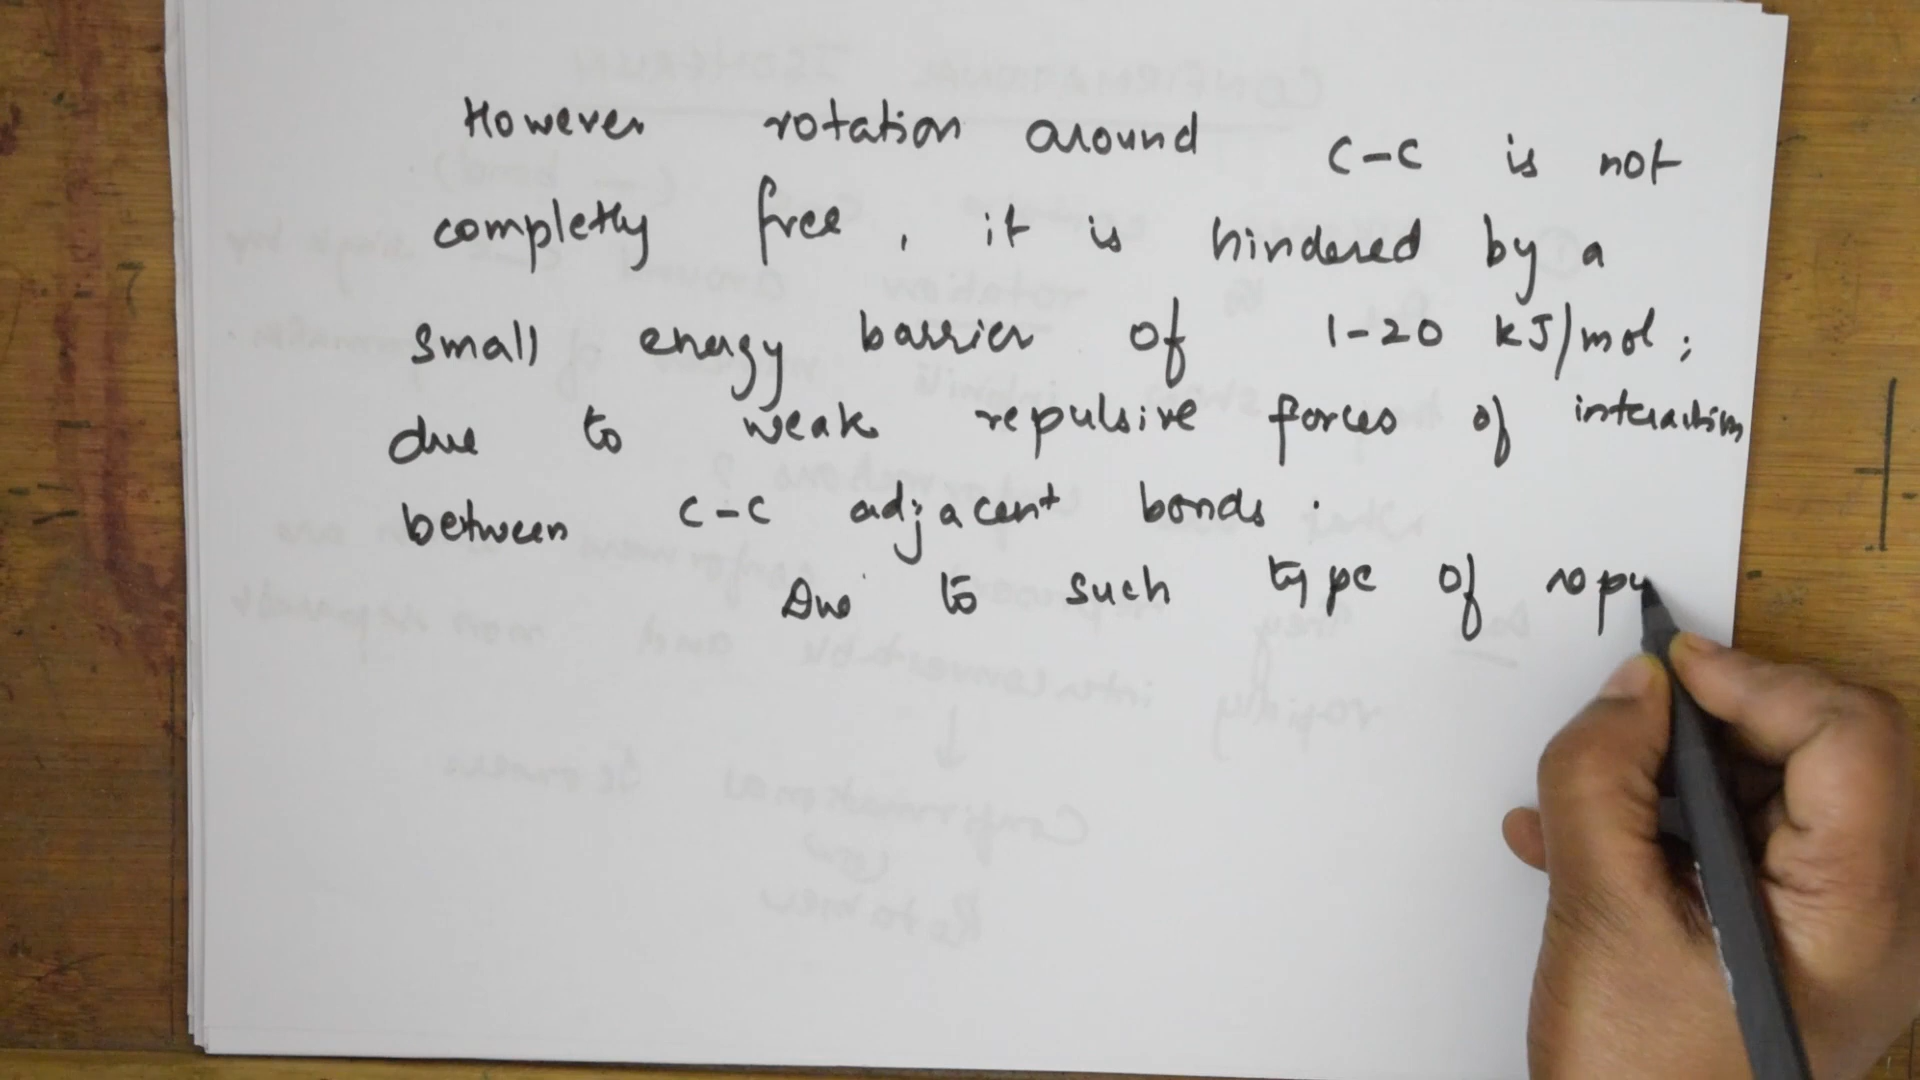 However rotation around C-C is not
completly free, it is hindered by a
small energy barrier of 1-20 kJ/mol;
due to weak repulsive forces of interaction
between C-C adjacent bonds.
Due to such type of repu